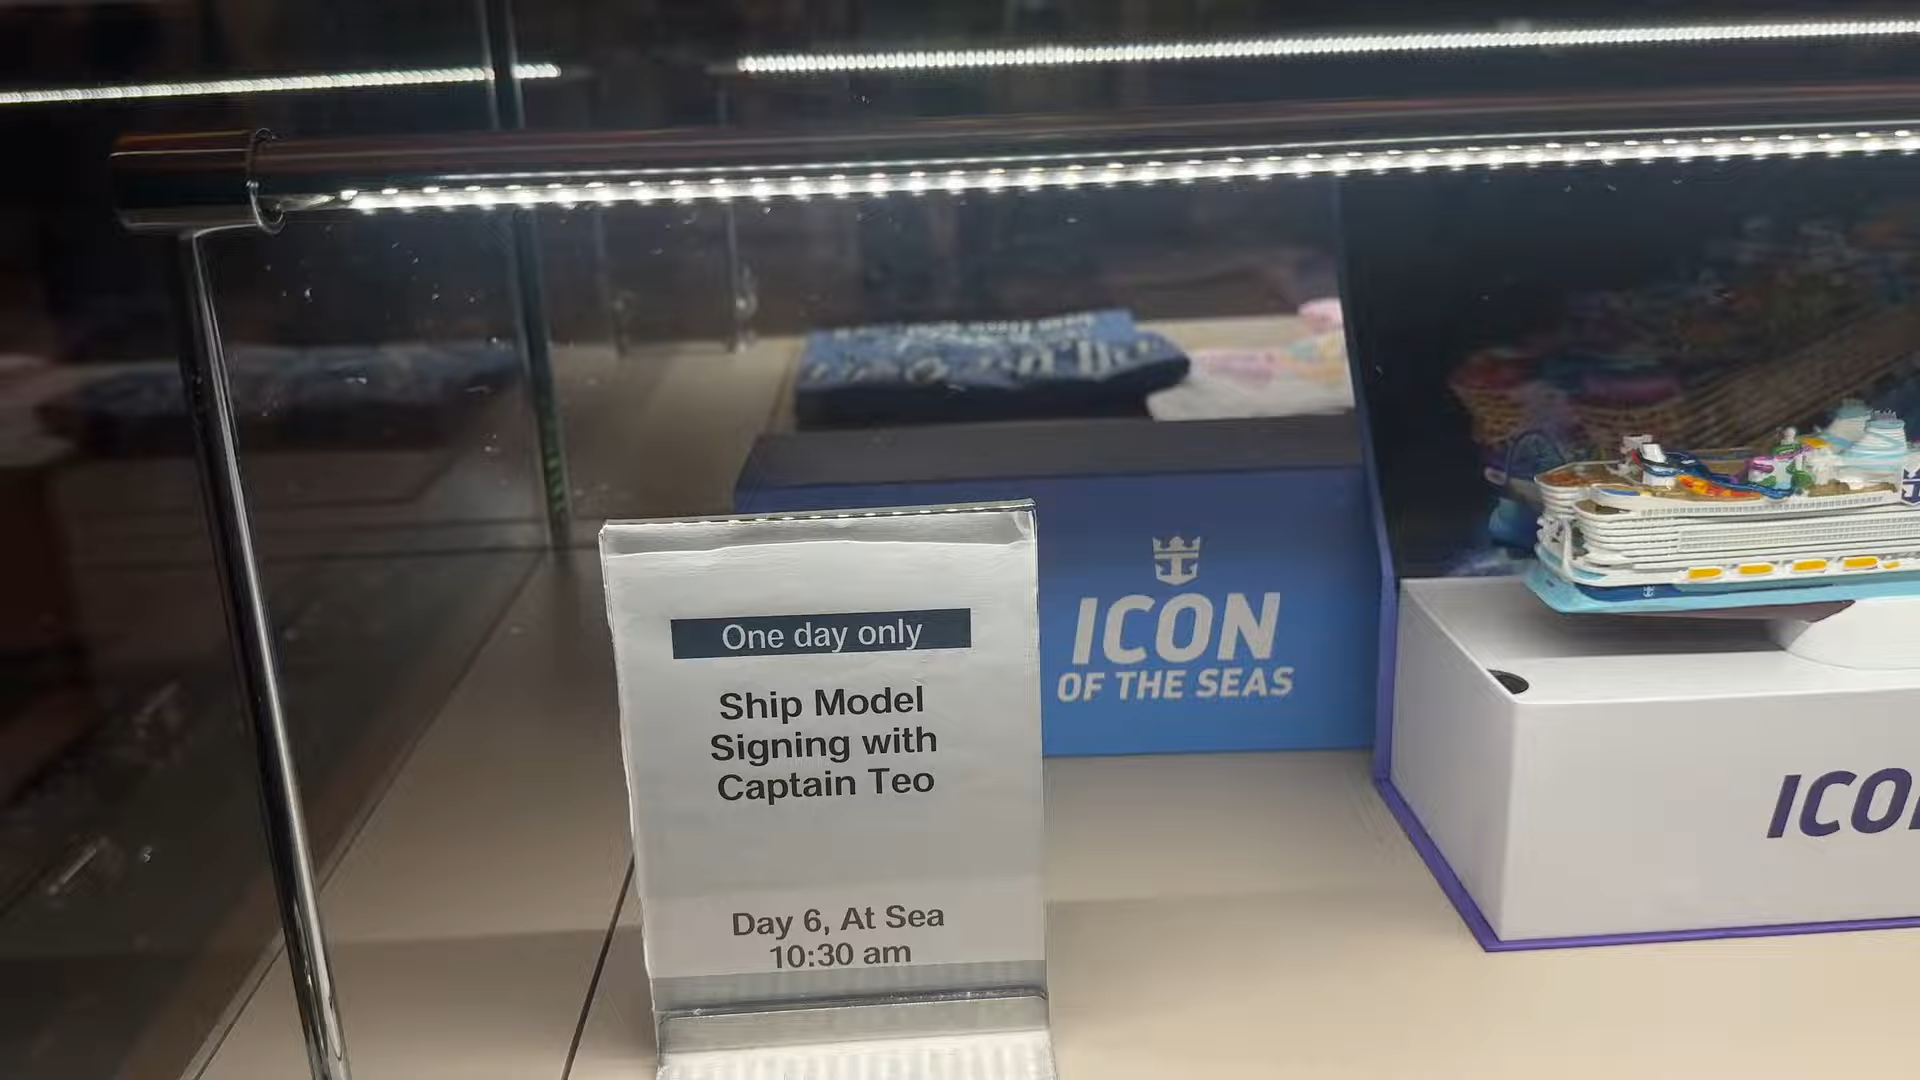 One day only
Ship Model
Signing with
Captain Teo
Day 6, At Sea
10:30 am
ICON
OF THE SEAS
ICO